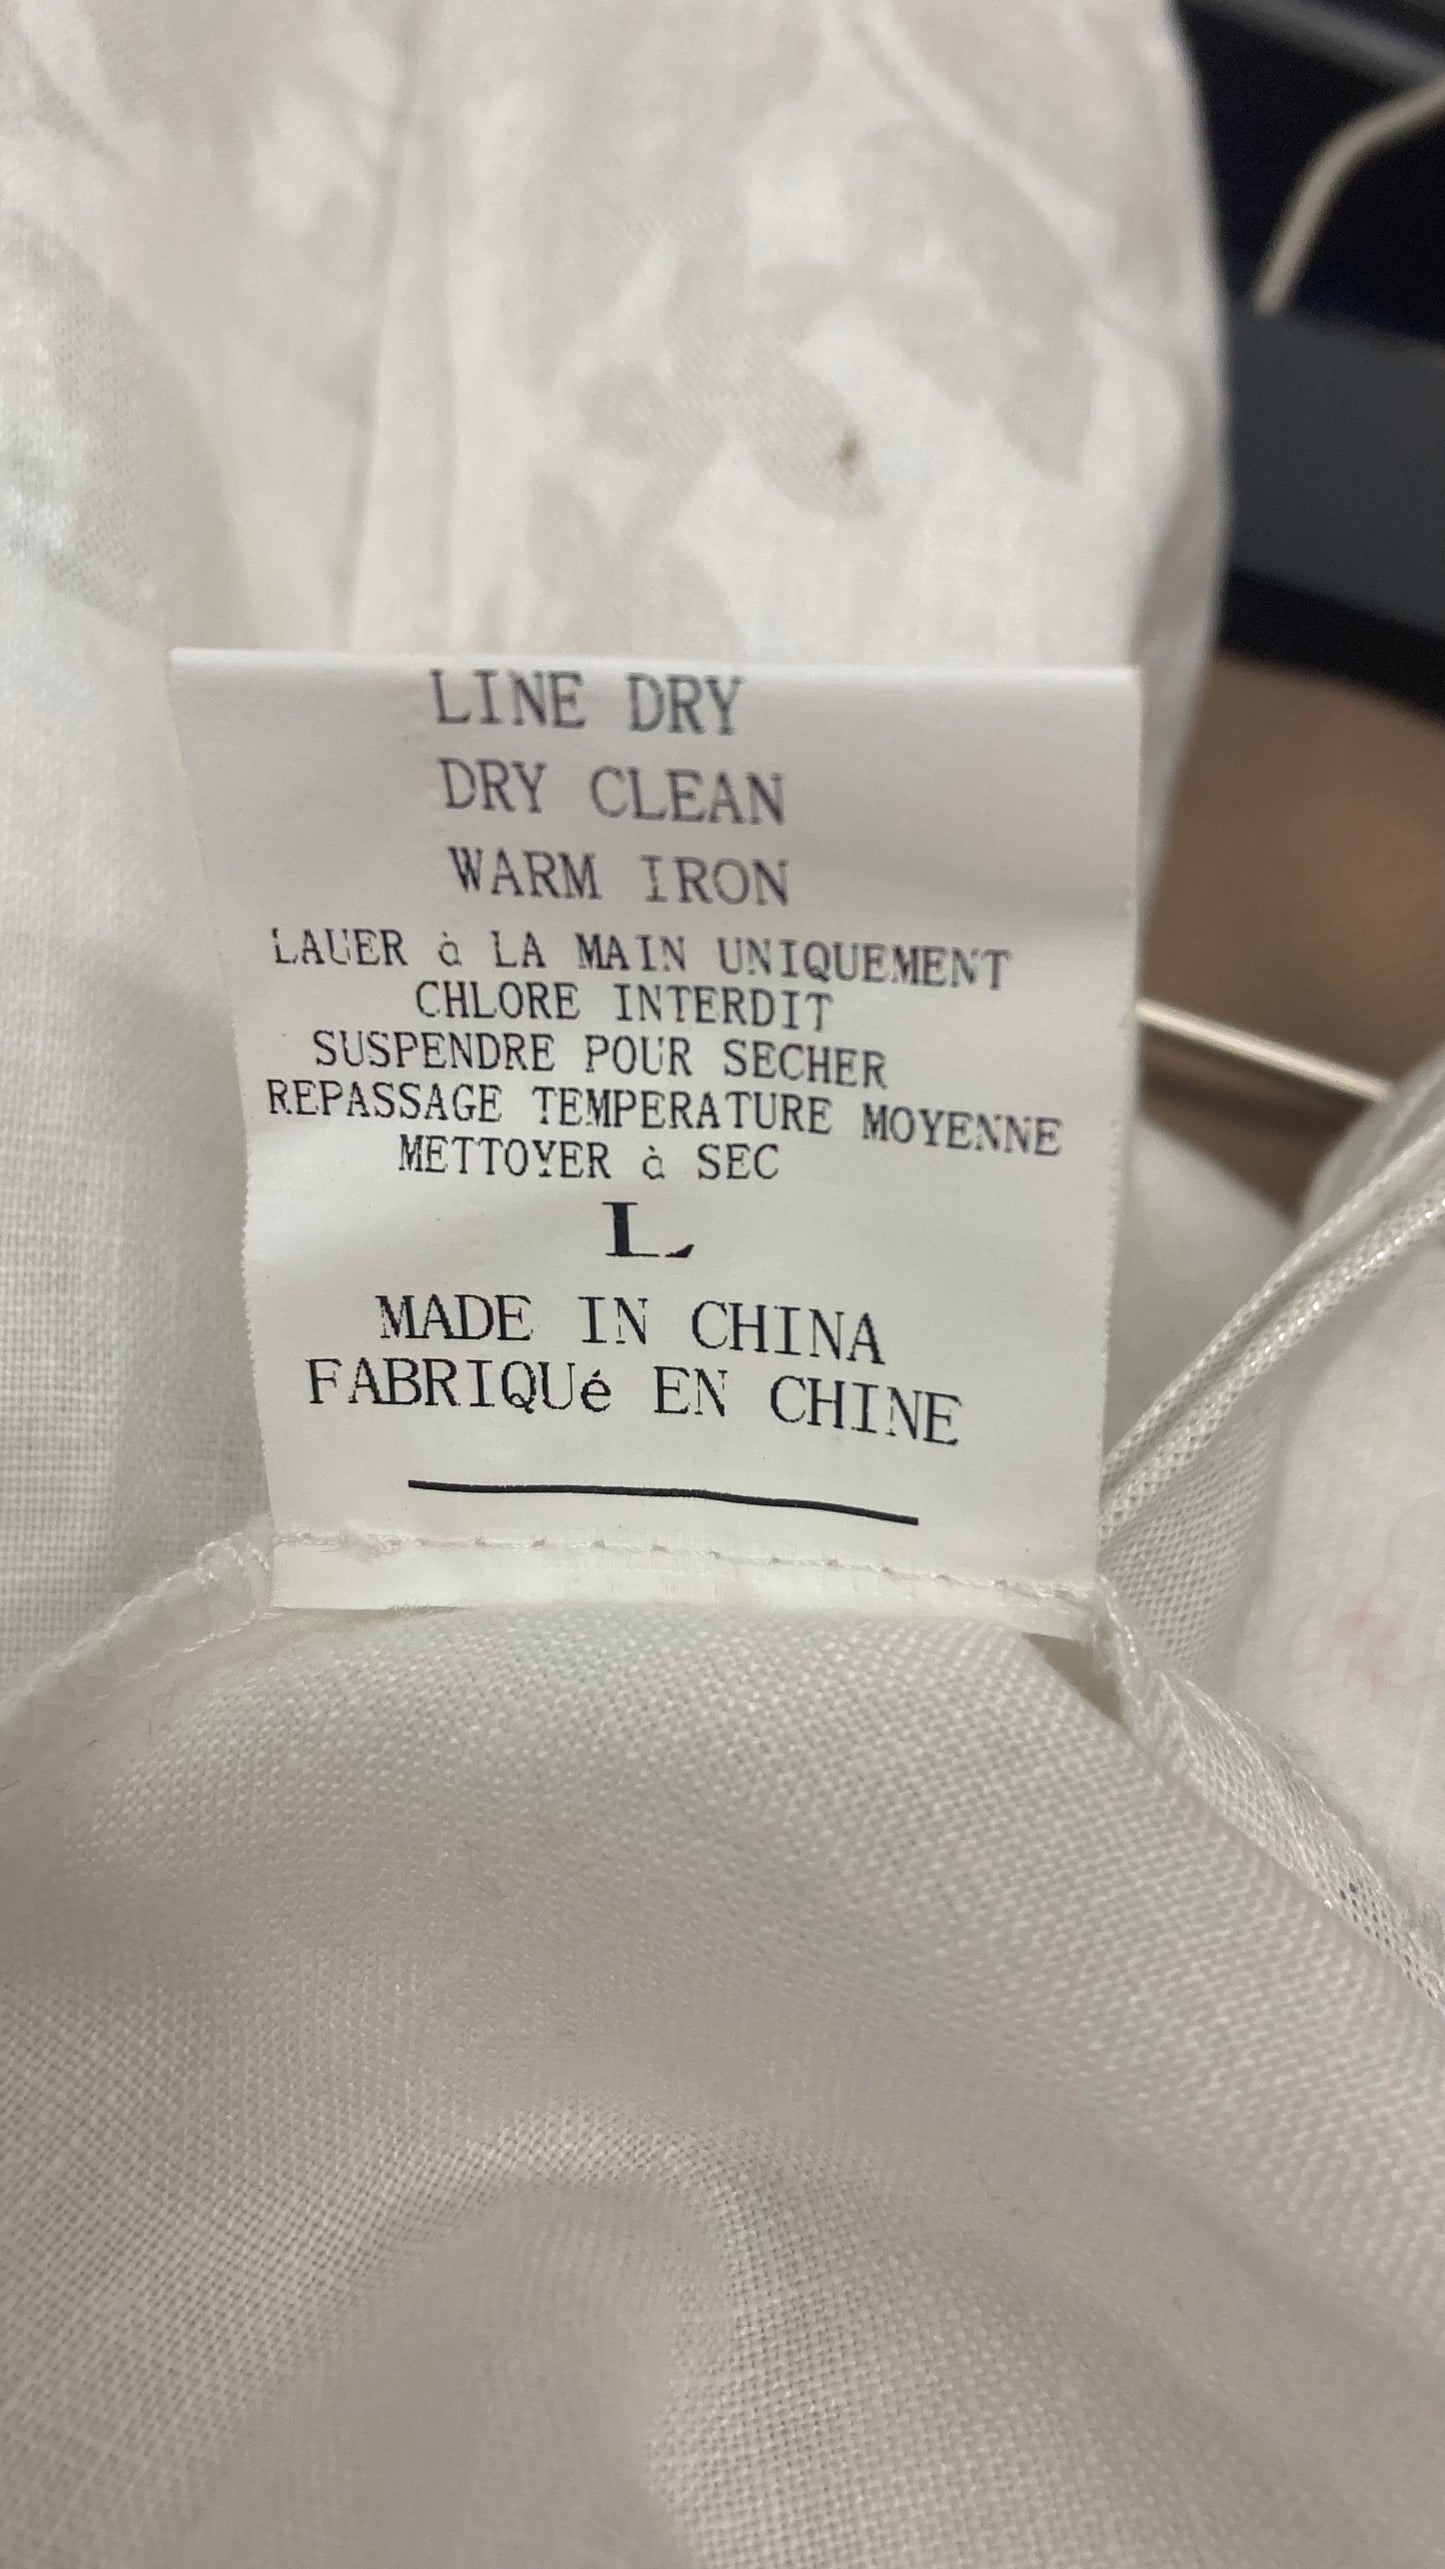 LINE DRY
DRY CLEAN
WARM IRON
LAUER à LA MAIN UNIQUEMENT
CHLORE INTERDIT
SUSPENDRE POUR SECHER
REPASSAGE TEMPERATURE MOYENNE
METTOYER à SEC
L
MADE IN CHINA
FABRIQUé EN CHINE